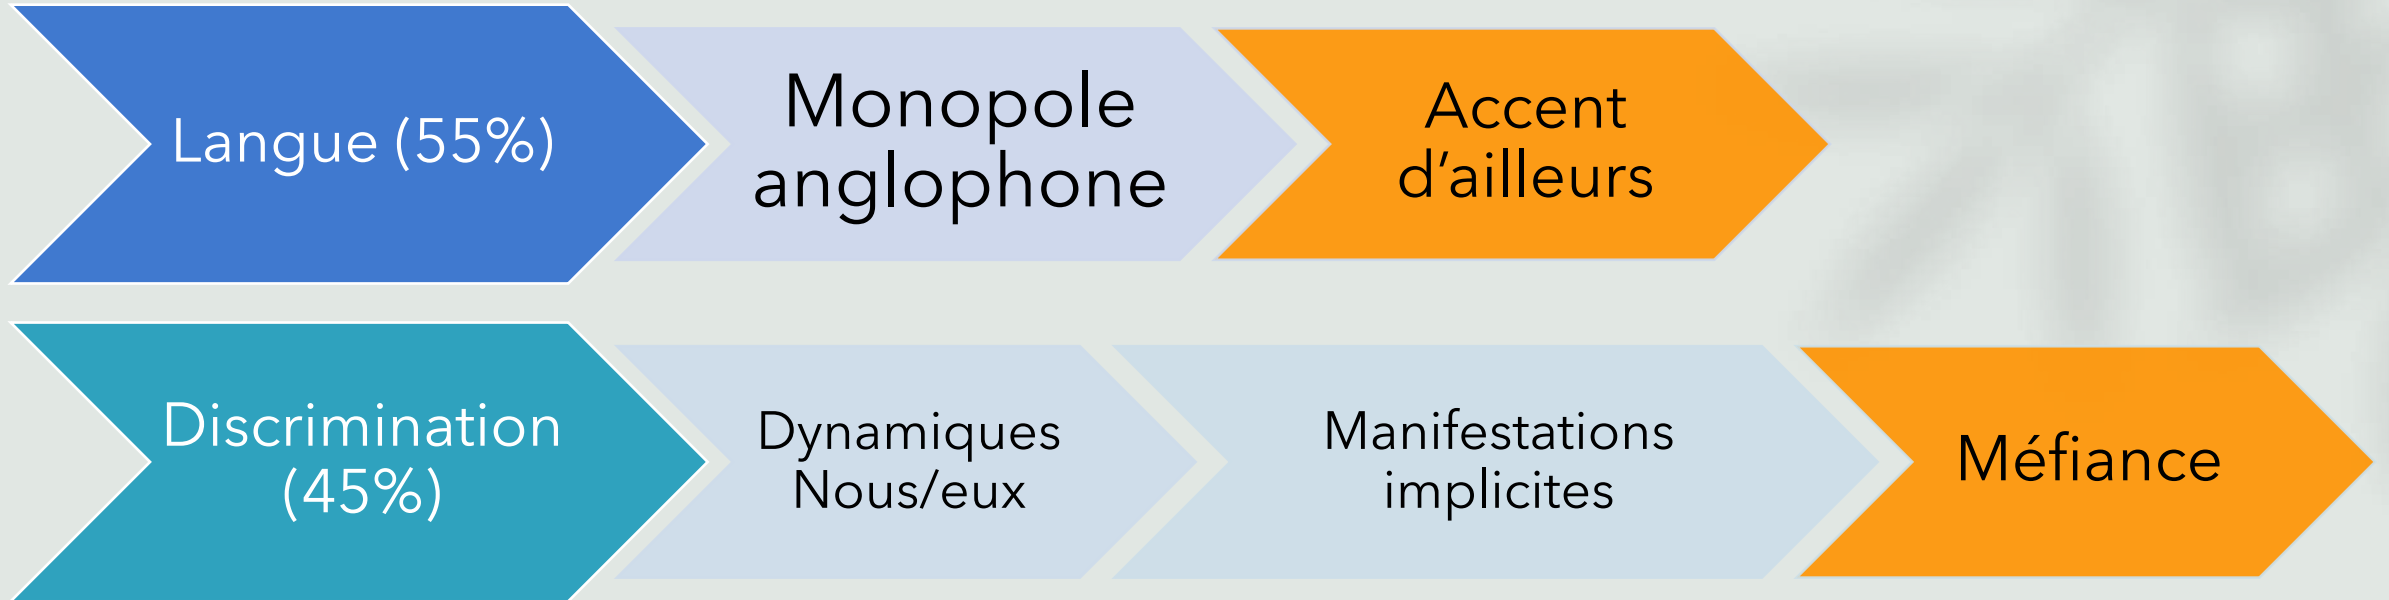 Langue (55%)
Monopole
anglophone
Accent
d’ailleurs
Discrimination
(45%)
Dynamiques
Nous/eux
Manifestations
implicites
Méfiance